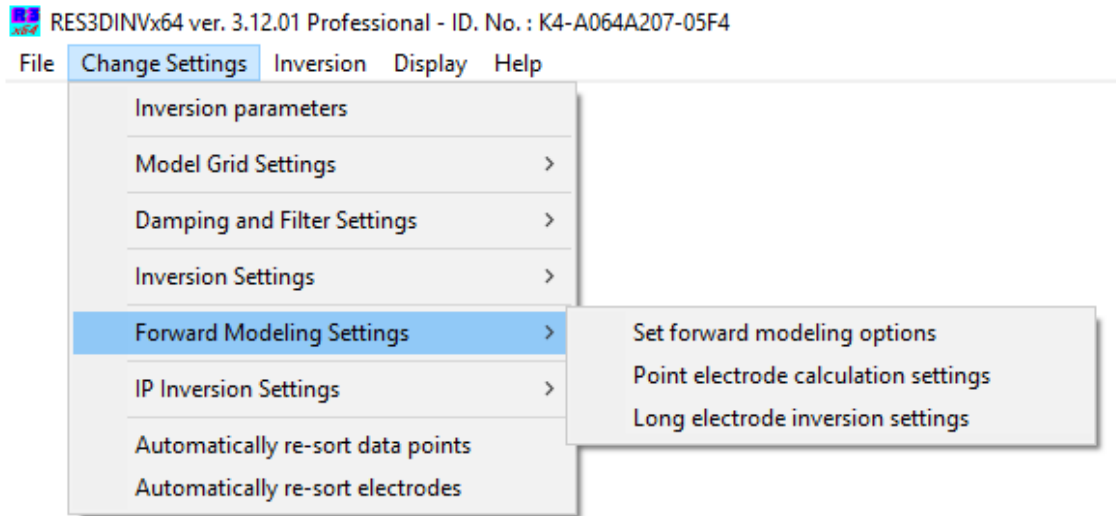 RES3DINVx64 ver. 3.12.01 Professional - ID. No. : K4-A064A207-05F4
File Change Settings Inversion Display Help
Inversion parameters
Model Grid Settings
Damping and Filter Settings
Inversion Settings
Forward Modeling Settings
Set forward modeling options
Point electrode calculation settings
Long electrode inversion settings
IP Inversion Settings
Automatically re-sort data points
Automatically re-sort electrodes